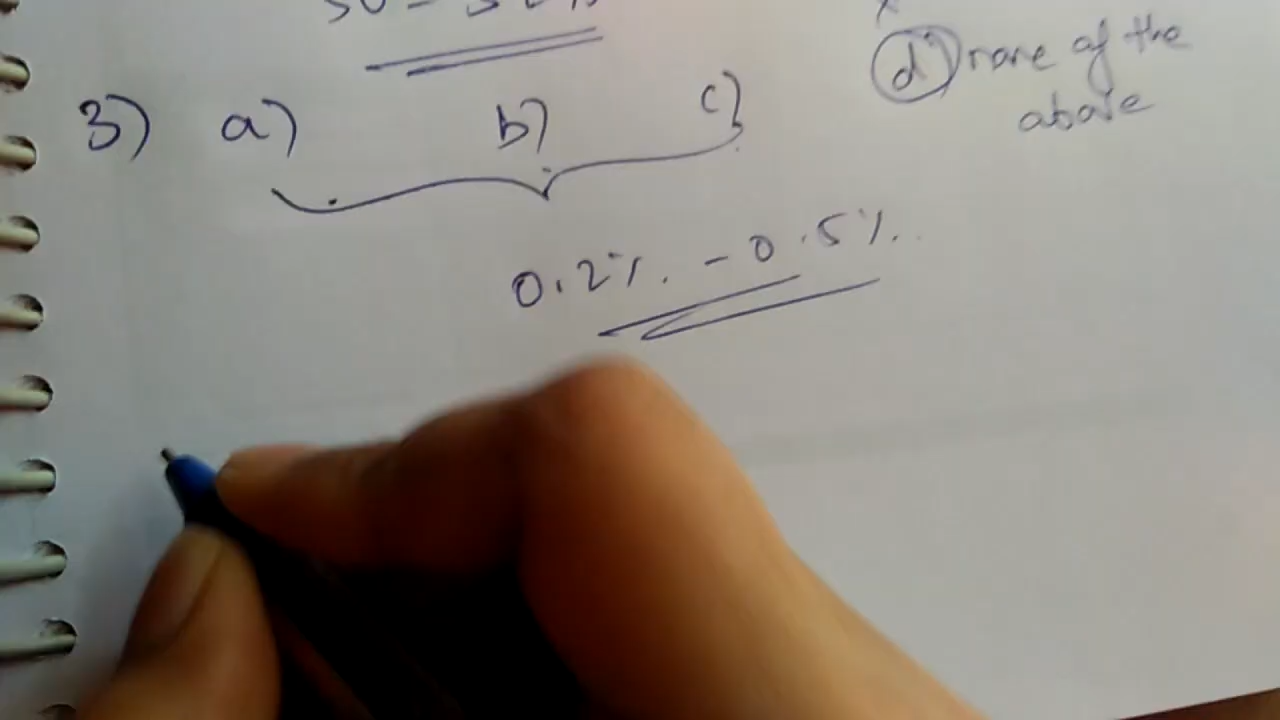 d) none of the
above
3) a) b) c)
0.2%. - 0.5%.